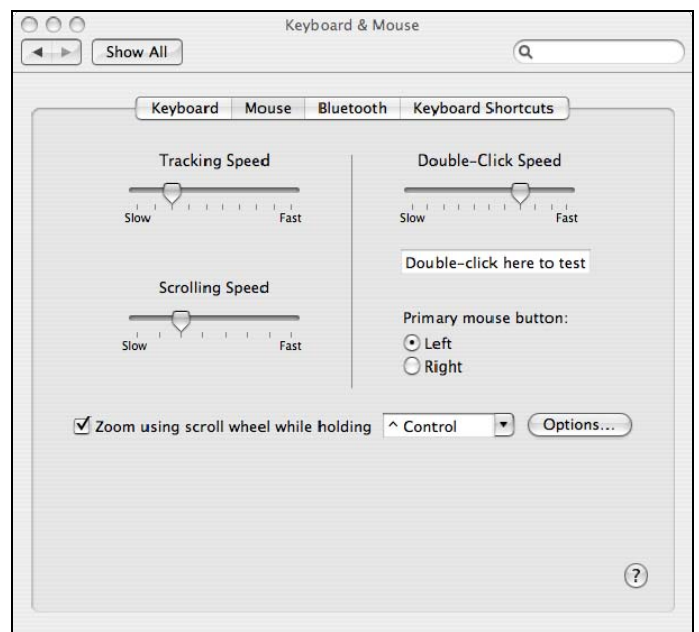 Keyboard & Mouse
Show All
Keyboard Mouse Bluetooth Keyboard Shortcuts
Tracking Speed
Slow Fast
Double-Click Speed
Slow Fast
Double-click here to test
Scrolling Speed
Slow Fast
Primary mouse button:
Left
Right
Zoom using scroll wheel while holding ^ Control Options...
?